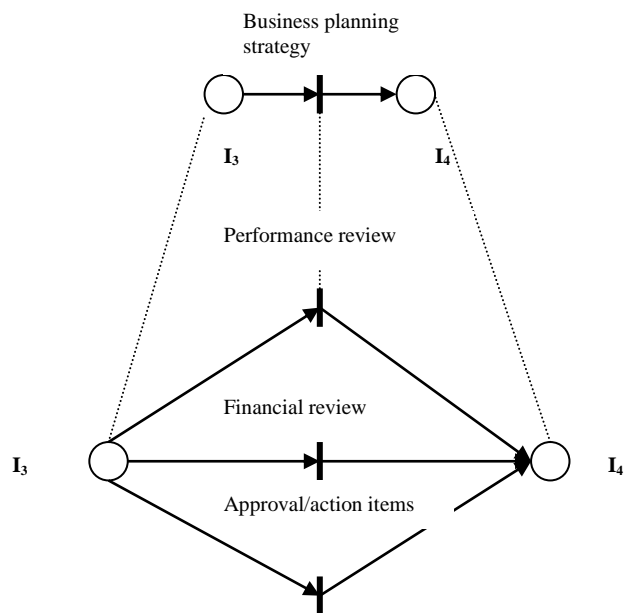 Business planning
strategy
I₃
I₄
Performance review
Financial review
I₃
I₄
Approval/action items